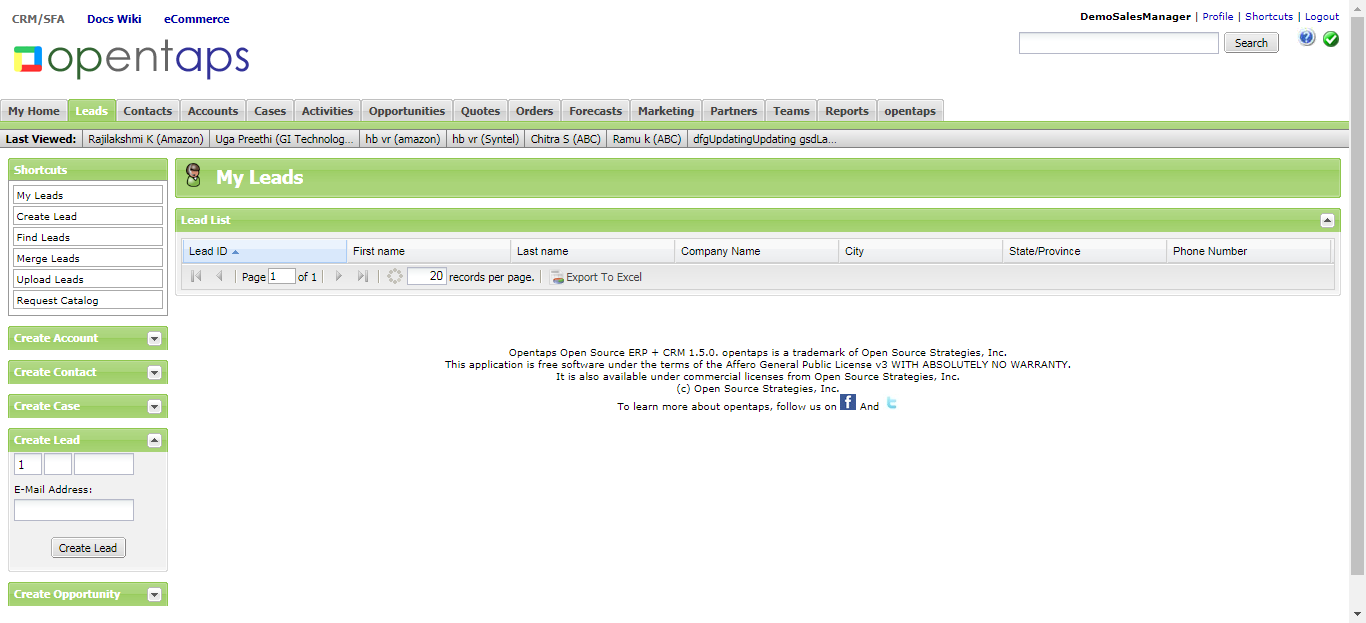 CRM/SFA Docs Wiki eCommerce
DemoSalesManager | Profile | Shortcuts | Logout
opentaps
Search
My Home Leads Contacts Accounts Cases Activities Opportunities Quotes Orders Forecasts Marketing Partners Teams Reports opentaps
Last Viewed: Rajilakshmi K (Amazon) Uga Preethi (GI Technolog... hb vr (amazon) hb vr (Syntel) Chitra S (ABC) Ramu k (ABC) dfgUpdatingUpdating gsdLa...
Shortcuts
My Leads
Create Lead
Find Leads
Merge Leads
Upload Leads
Request Catalog
Create Account
Create Contact
Create Case
Create Lead
1
E-Mail Address:
Create Lead
Create Opportunity
My Leads
Lead List
Lead ID First name Last name Company Name City State/Province Phone Number
Page 1 of 1 20 records per page. Export To Excel
Opentaps Open Source ERP + CRM 1.5.0. opentaps is a trademark of Open Source Strategies, Inc.
This application is free software under the terms of the Affero General Public License v3 WITH ABSOLUTELY NO WARRANTY.
It is also available under commercial licenses from Open Source Strategies, Inc.
(c) Open Source Strategies, Inc.
To learn more about opentaps, follow us on f And t